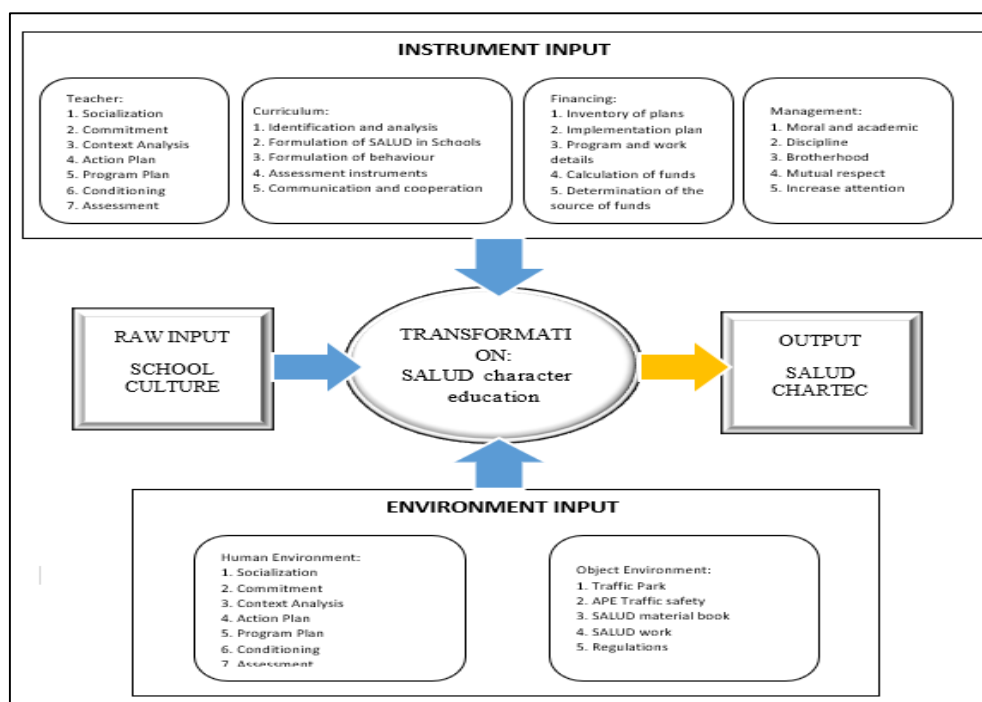 INSTRUMENT INPUT
Teacher:
1. Socialization
2. Commitment
3. Context Analysis
4. Action Plan
5. Program Plan
6. Conditioning
7. Assessment
Curriculum:
1. Identification and analysis
2. Formulation of SALUD in Schools
3. Formulation of behaviour
4. Assessment instruments
5. Communication and cooperation
Financing:
1. Inventory of plans
2. Implementation plan
3. Program and work
details
4. Calculation of funds
5. Determination of the
source of funds
Management:
1. Moral and academic
2. Discipline
3. Brotherhood
4. Mutual respect
5. Increase attention
RAW INPUT
SCHOOL
CULTURE
TRANSFORMATI
ON:
SALUD character
education
OUTPUT
SALUD
CHARTEC
ENVIRONMENT INPUT
Human Environment:
1. Socialization
2. Commitment
3. Context Analysis
4. Action Plan
5. Program Plan
6. Conditioning
7. Assessment
Object Environment:
1. Traffic Park
2. APE Traffic safety
3. SALUD material book
4. SALUD work
5. Regulations